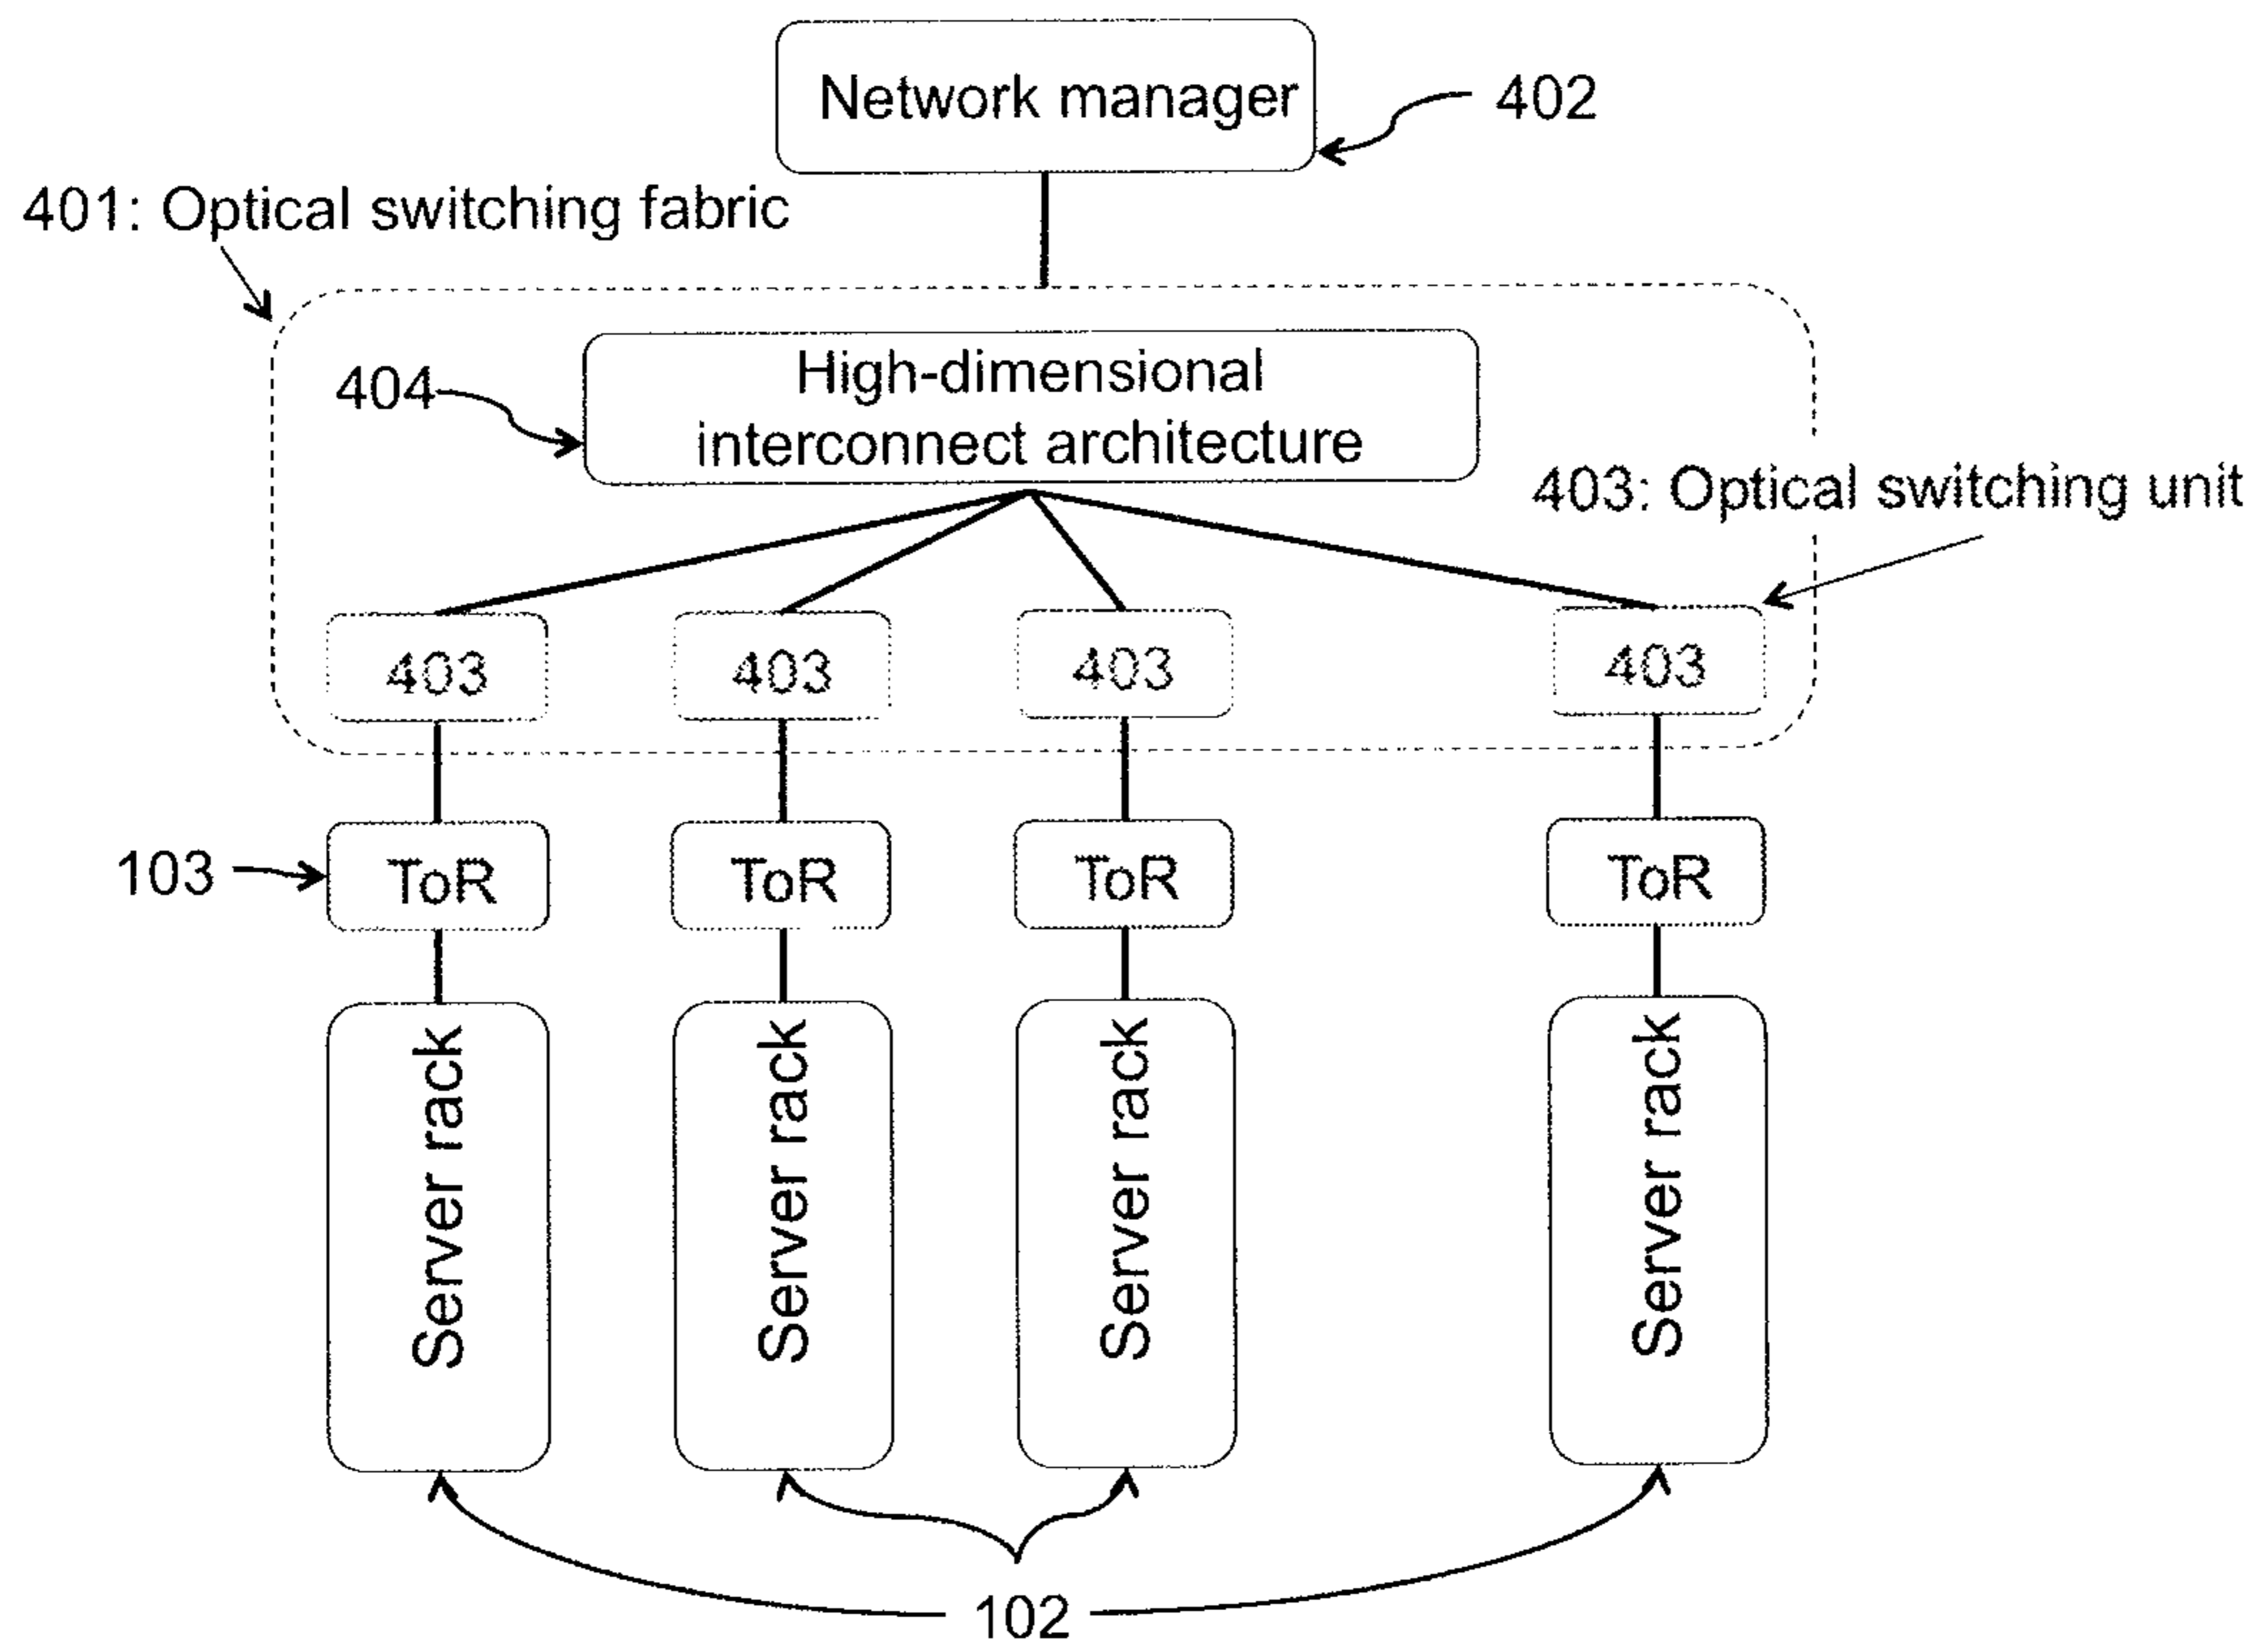 Network manager
402
401: Optical switching fabric
High-dimensional
interconnect architecture
404
403: Optical switching unit
403
403
403
403
103
ToR
ToR
ToR
ToR
Server rack
Server rack
Server rack
Server rack
102